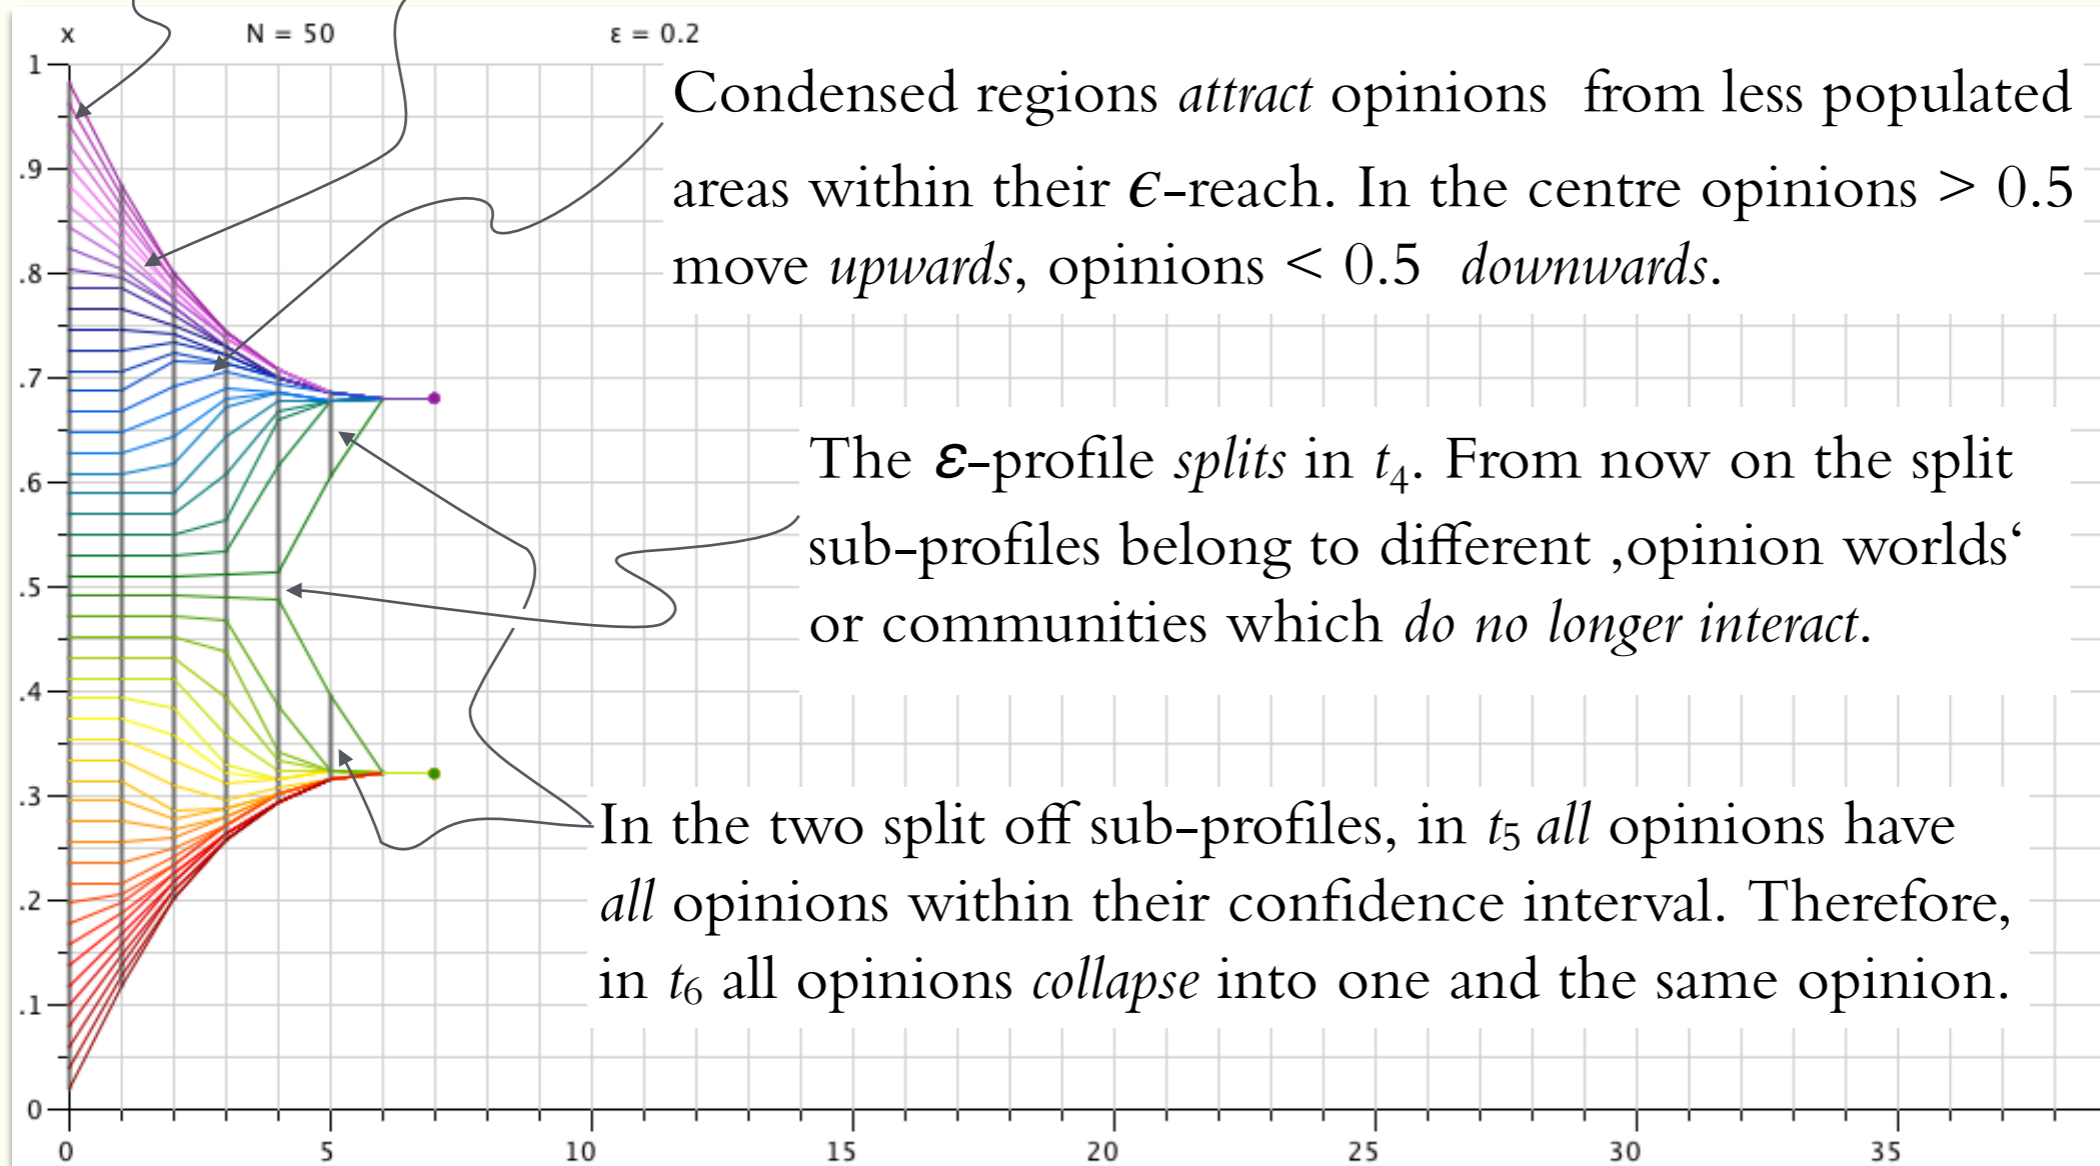 x N = 50 ε = 0.2
1
Condensed regions attract opinions from less populated
.9
areas within their ϵ-reach. In the centre opinions > 0.5
move upwards, opinions < 0.5 downwards.
.8
.7
The ε-profile splits in t₄. From now on the split
.6
sub-profiles belong to different ‚opinion worlds‘
.5
or communities which do no longer interact.
.4
.3
In the two split off sub-profiles, in t₅ all opinions have
.2
all opinions within their confidence interval. Therefore,
in t₆ all opinions collapse into one and the same opinion.
.1
0
0 5 10 15 20 25 30 35